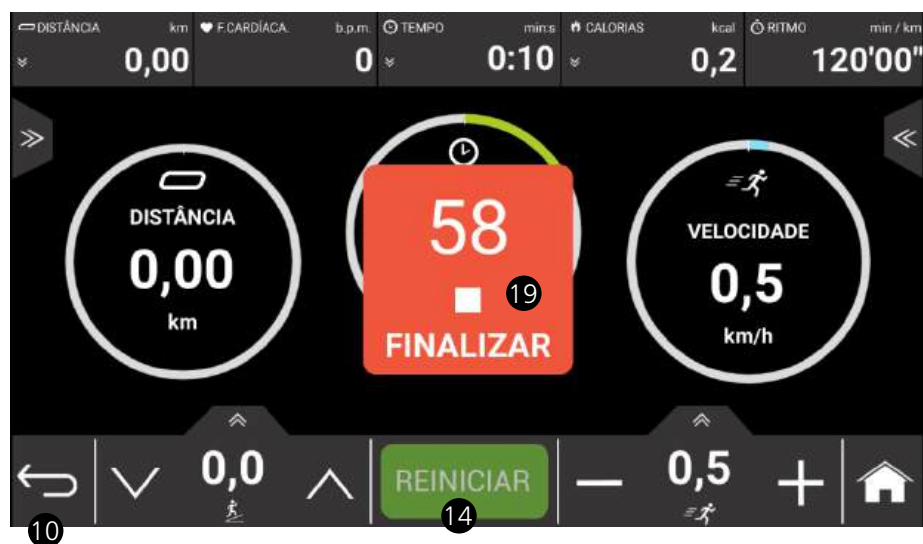 DISTÂNCIA km
0,00
F.CARDÍACA. b.p.m.
0
TEMPO min:s
0:10
CALORIAS kcal
0,2
RITMO min / km
120'00"
DISTÂNCIA
0,00
km
58
19
FINALIZAR
VELOCIDADE
0,5
km/h
0,0
REINICIAR
0,5
10
14